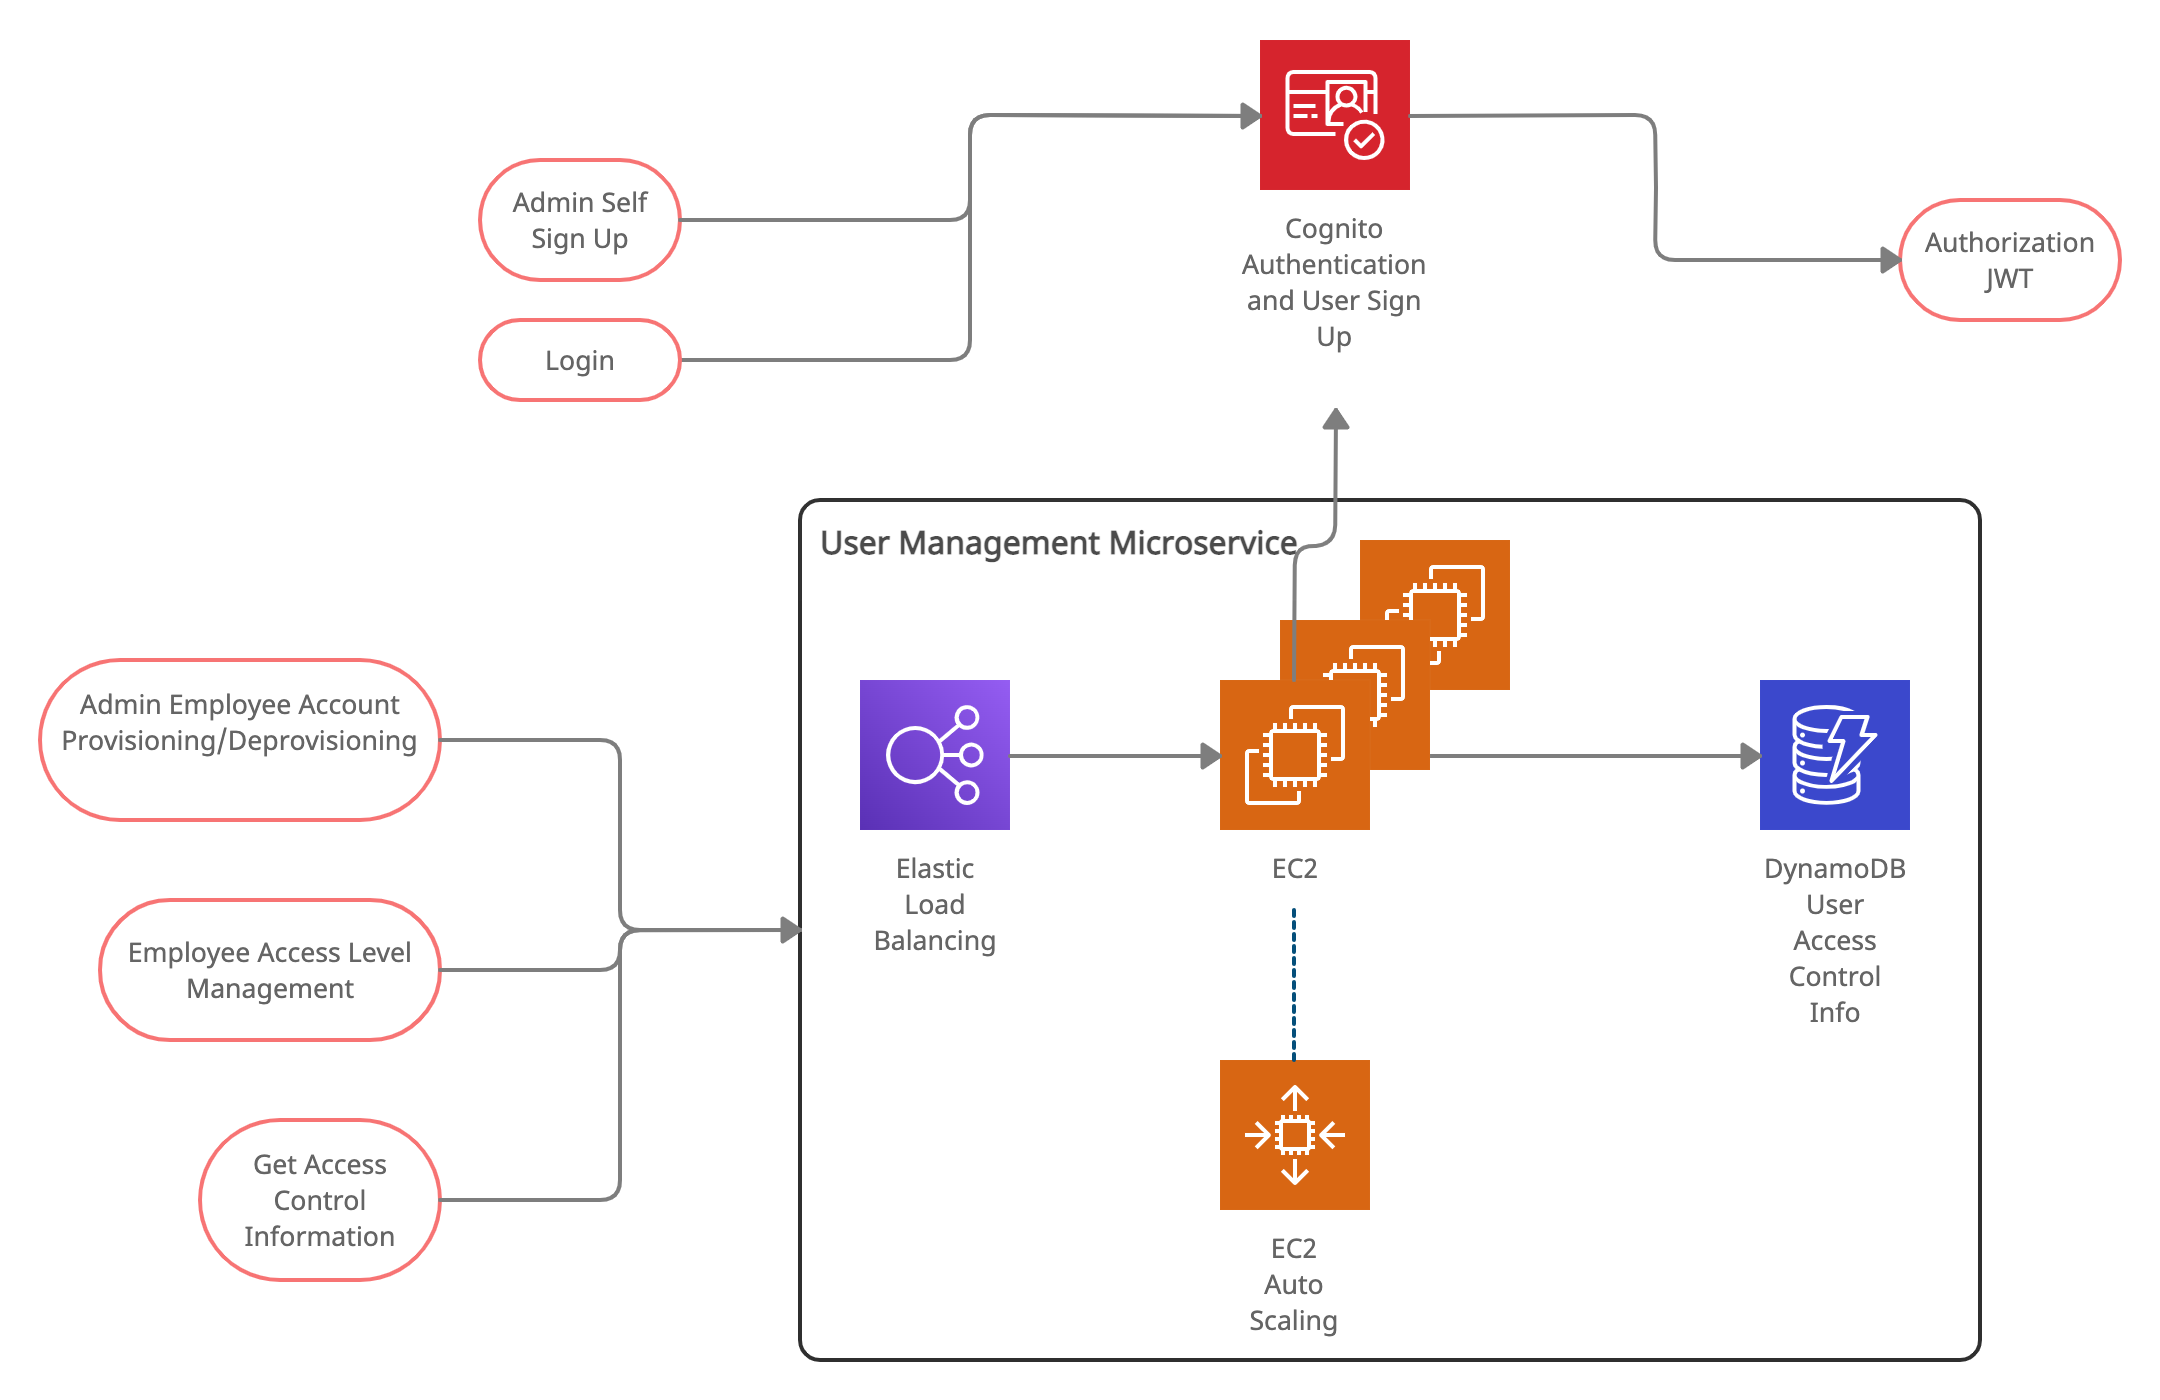 Admin Self
Sign Up
Login
Cognito
Authentication
and User Sign
Up
Authorization
JWT
User Management Microservice
Admin Employee Account
Provisioning/Deprovisioning
Employee Access Level
Management
Get Access
Control
Information
Elastic
Load
Balancing
EC2
DynamoDB
User
Access
Control
Info
EC2
Auto
Scaling